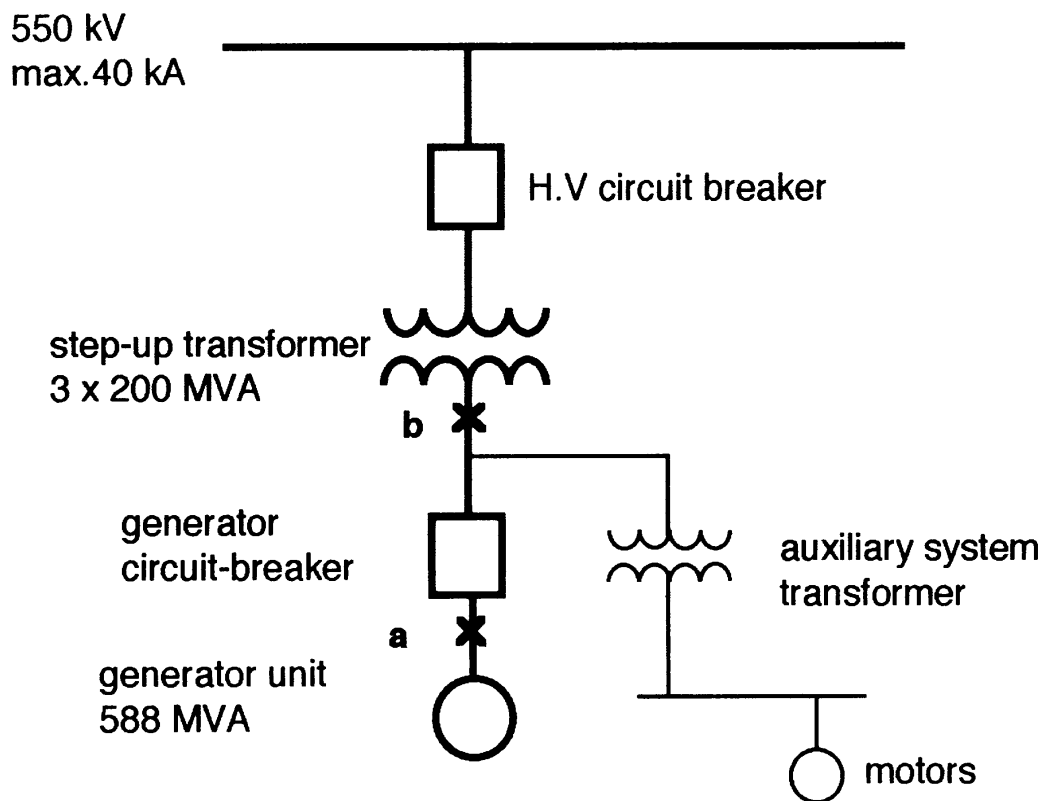 550 kV
max.40 kA
H.V circuit breaker
step-up transformer
3 x 200 MVA
b
generator
circuit-breaker
auxiliary system
transformer
a
generator unit
588 MVA
motors